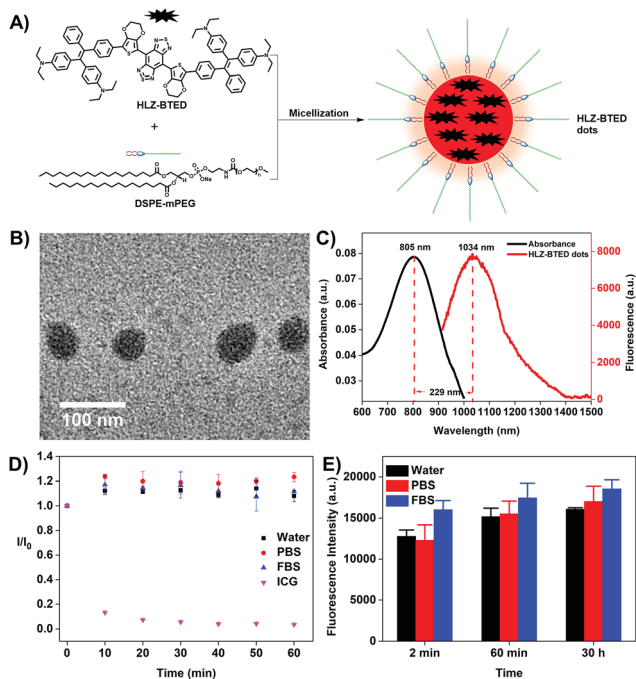 A)
N S N
O O
N
HLZ-BTED
+
Micellization
HLZ-BTED
dots
DSPE-mPEG
B)
100 nm
C)
805 nm 1034 nm
Absorbance
HLZ-BTED dots
229 nm
0.08
0.07
0.06
0.05
0.04
0.03
Absorbance (a.u.)
8000
6000
4000
2000
0
Fluorescence (a.u.)
600 700 800 900 1000 1100 1200 1300 1400 1500
Wavelength (nm)
D)
1.4
1.2
1.0
0.8
0.6
0.4
0.2
0.0
I/I0
Water
PBS
FBS
ICG
0 10 20 30 40 50 60
Time (min)
E)
20000
15000
10000
5000
0
Fluorescence Intensity (a.u.)
Water
PBS
FBS
2 min 60 min 30 h
Time